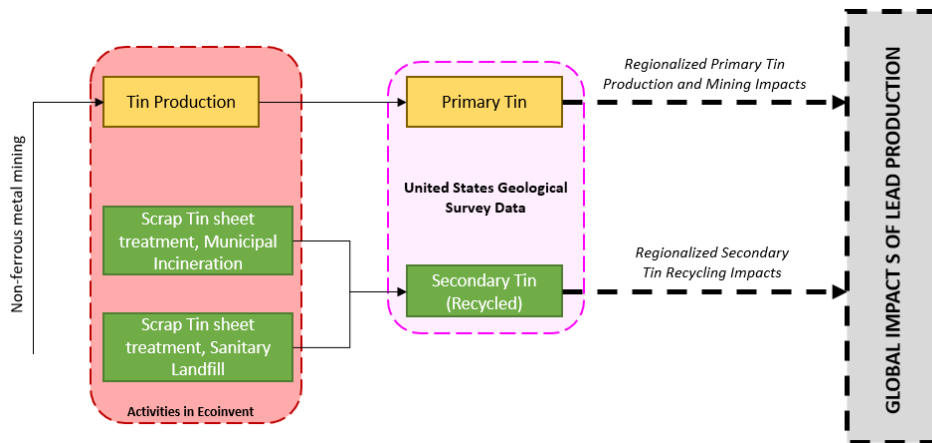 Non-ferrous metal mining
Tin Production
Scrap Tin sheet
treatment, Municipal
Incineration
Scrap Tin sheet
treatment, Sanitary
Landfill
Activities in Ecoinvent
Primary Tin
United States Geological
Survey Data
Secondary Tin
(Recycled)
Regionalized Primary Tin
Production and Mining Impacts
Regionalized Secondary
Tin Recycling Impacts
GLOBAL IMPACT S OF LEAD PRODUCTION